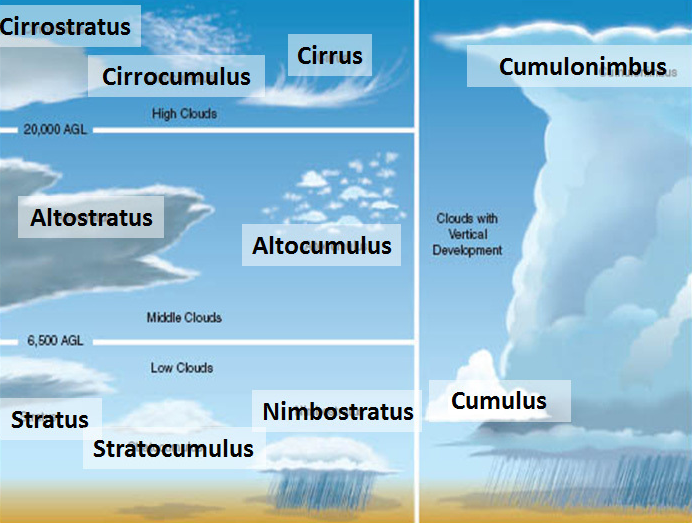 Cirrostratus
Cirrocumulus
Cirrus
High Clouds
20,000 AGL
Altostratus
Altocumulus
Middle Clouds
6,500 AGL
Low Clouds
Stratus
Stratocumulus
Nimbostratus
Cumulonimbus
Clouds with
Vertical
Development
Cumulus